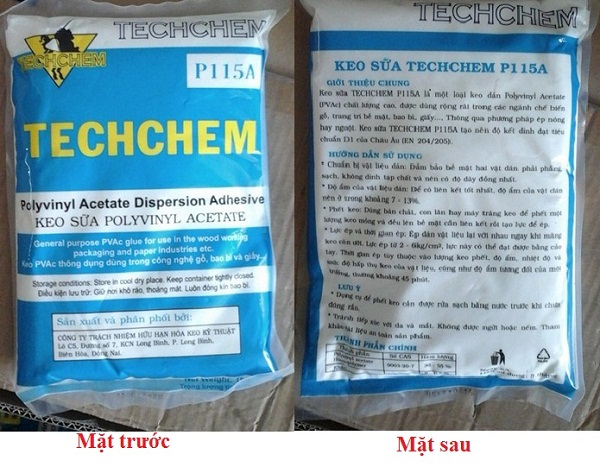 TECHCHEM
TECHCHEM
P115A
TECHCHEM
Polyvinyl Acetate Dispersion Adhesive
KEO SỮA POLYVINYL ACETATE
General purpose PVAc glue for use in the wood working
packaging and paper industries etc.
Keo PVAc thông dụng dùng trong công nghệ gỗ, bao bì và giấy...
Storage conditions: Store in cool dry place. Keep container tightly closed.
Điều kiện lưu trữ: Giữ nơi khô ráo, thoáng mát. Luôn đóng kín bao bì.
Sản xuất và phân phối bởi:
CÔNG TY TRÁCH NHIỆM HỮU HẠN HÓA KEO KỸ THUẬT
Lô C5, Đường số 7, KCN Long Bình, P. Long Bình,
Biên Hòa, Đồng Nai.
Mặt trước
TECHCHEM
KEO SỮA TECHCHEM P115A
GIỚI THIỆU CHUNG
Keo sữa TECHCHEM P115A là một loại keo dán Polyvinyl Acetate
(PVAc) chất lượng cao, được dùng rộng rãi trong các ngành chế biến
gỗ, trang trí bề mặt, bao bì, giấy.... Thông qua phương pháp ép nóng
hay nguội. Keo sữa TECHCHEM P115A tạo nên độ kết dính đạt tiêu
chuẩn D1 của Châu Âu (EN 204/205).
HƯỚNG DẪN SỬ DỤNG
* Chuẩn bị vật liệu dán: Đảm bảo bề mặt hai vật dán phải phẳng
sạch, không dính tạp chất và nên có độ dày đồng nhất.
* Độ ẩm của vật liệu dán: Để có liên kết tốt nhất, độ ẩm của vật dán
nên ở trong khoảng 7 - 13%.
* Phết keo: Dùng bàn chải, con lăn hay máy tráng keo để phết một
lượng keo mỏng và đều lên bề mặt cần liên kết rồi tạo lực để ép.
* Lực ép và thời gian ép: Ép dán vật liệu lại với nhau ngay khi màng
keo còn ướt. Lực ép từ 2 - 6kg/cm², lực này có thể đạt được bằng cảo
tay. Thời gian ép tùy thuộc vào lượng keo phết, độ ẩm, nhiệt độ và
sức độ hấp thụ keo của vật liệu, cũng như độ ẩm tương đối của môi
trường, thường khoảng 45 phút.
LƯU Ý
* Dụng cụ để phết keo cần được rửa sạch bằng nước trước khi
đóng rắn.
* Tránh tiếp xúc với da và mắt. Không được ngửi hoặc nếm. Tham
khảo tài liệu an toàn sản phẩm.
THÀNH PHẦN CHÍNH
Số CAS
9003-20-7
Mặt sau